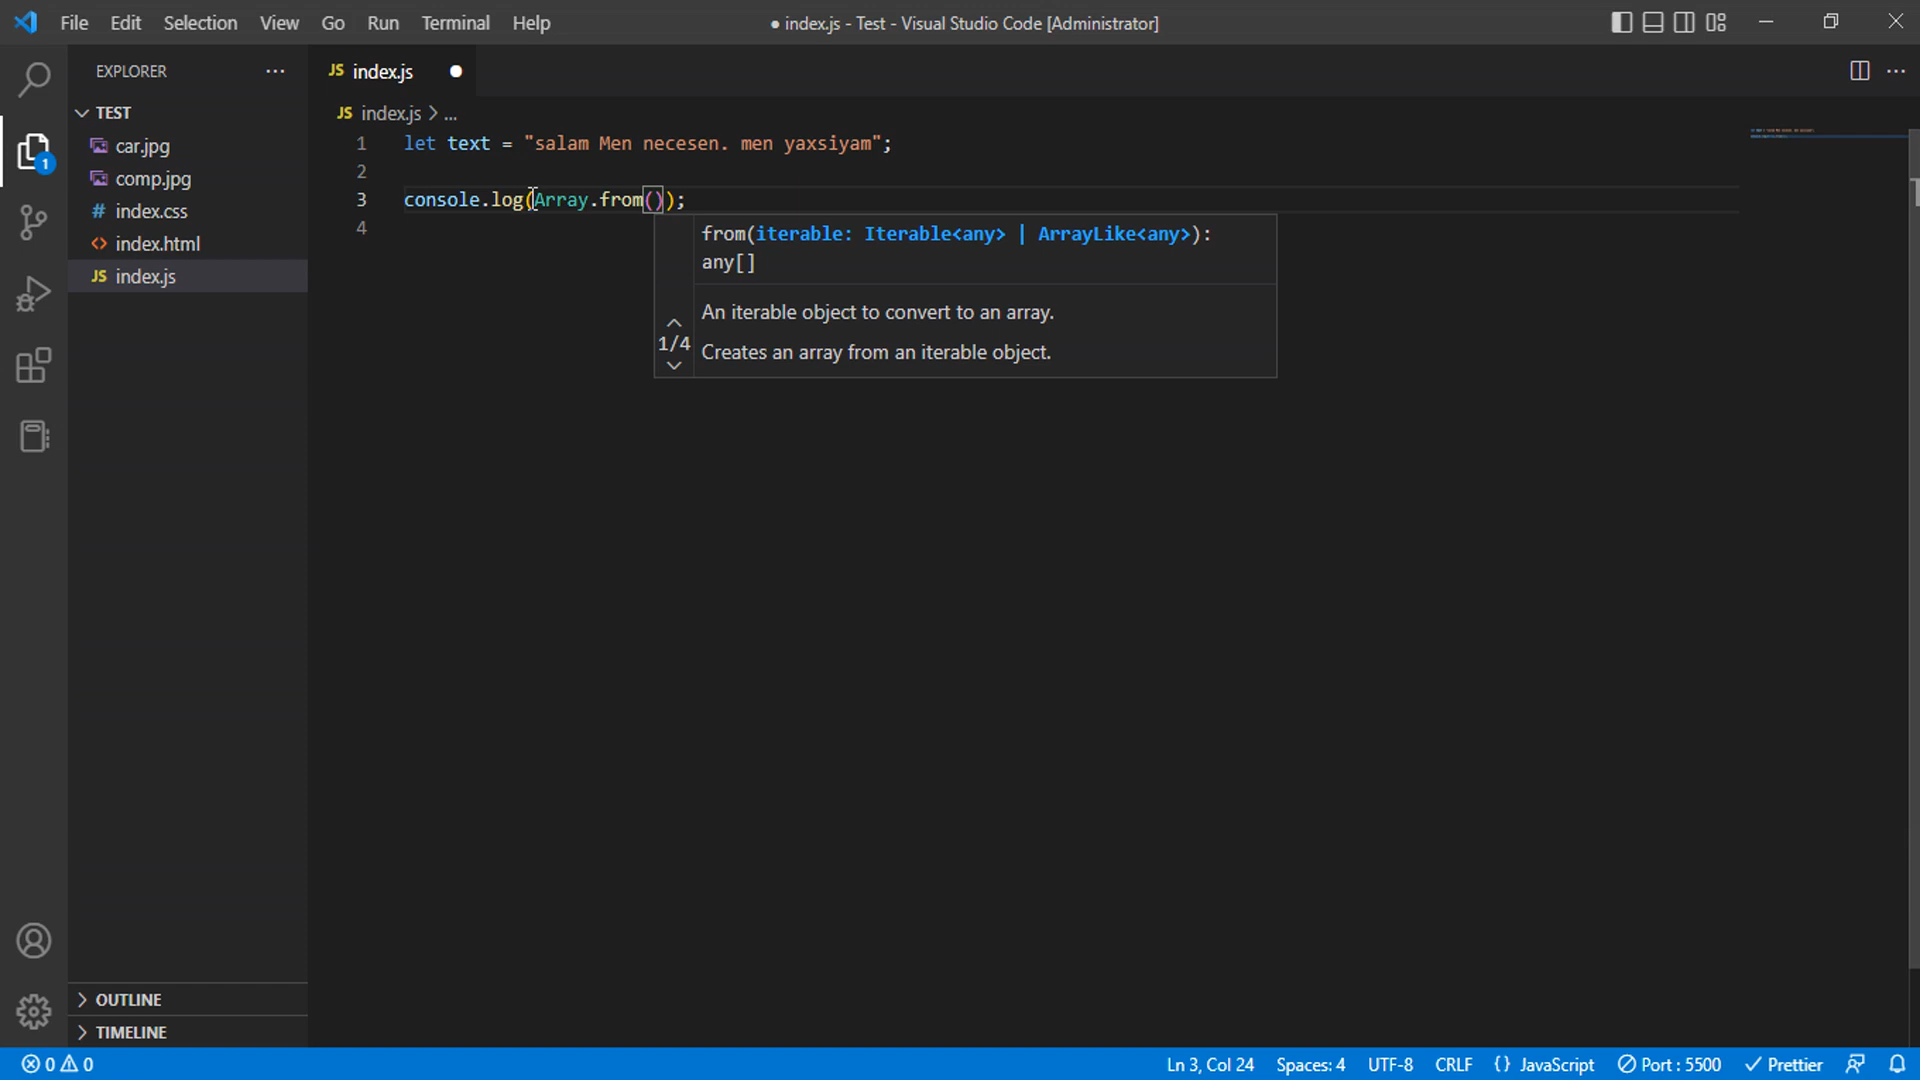 File Edit Selection View Go Run Terminal Help
● index.js - Test - Visual Studio Code [Administrator]
EXPLORER ...
JS index.js ●
TEST
JS index.js > ...
car.jpg
comp.jpg
# index.css
<> index.html
JS index.js
1 let text = "salam Men necesen. men yaxsiyam";
2
3 console.log(Array.from());
4
from(iterable: Iterable<any> | ArrayLike<any>):
any[]
An iterable object to convert to an array.
1/4
Creates an array from an iterable object.
1
OUTLINE
TIMELINE
0 0
Ln 3, Col 24 Spaces: 4 UTF-8 CRLF {} JavaScript Port : 5500 Prettier